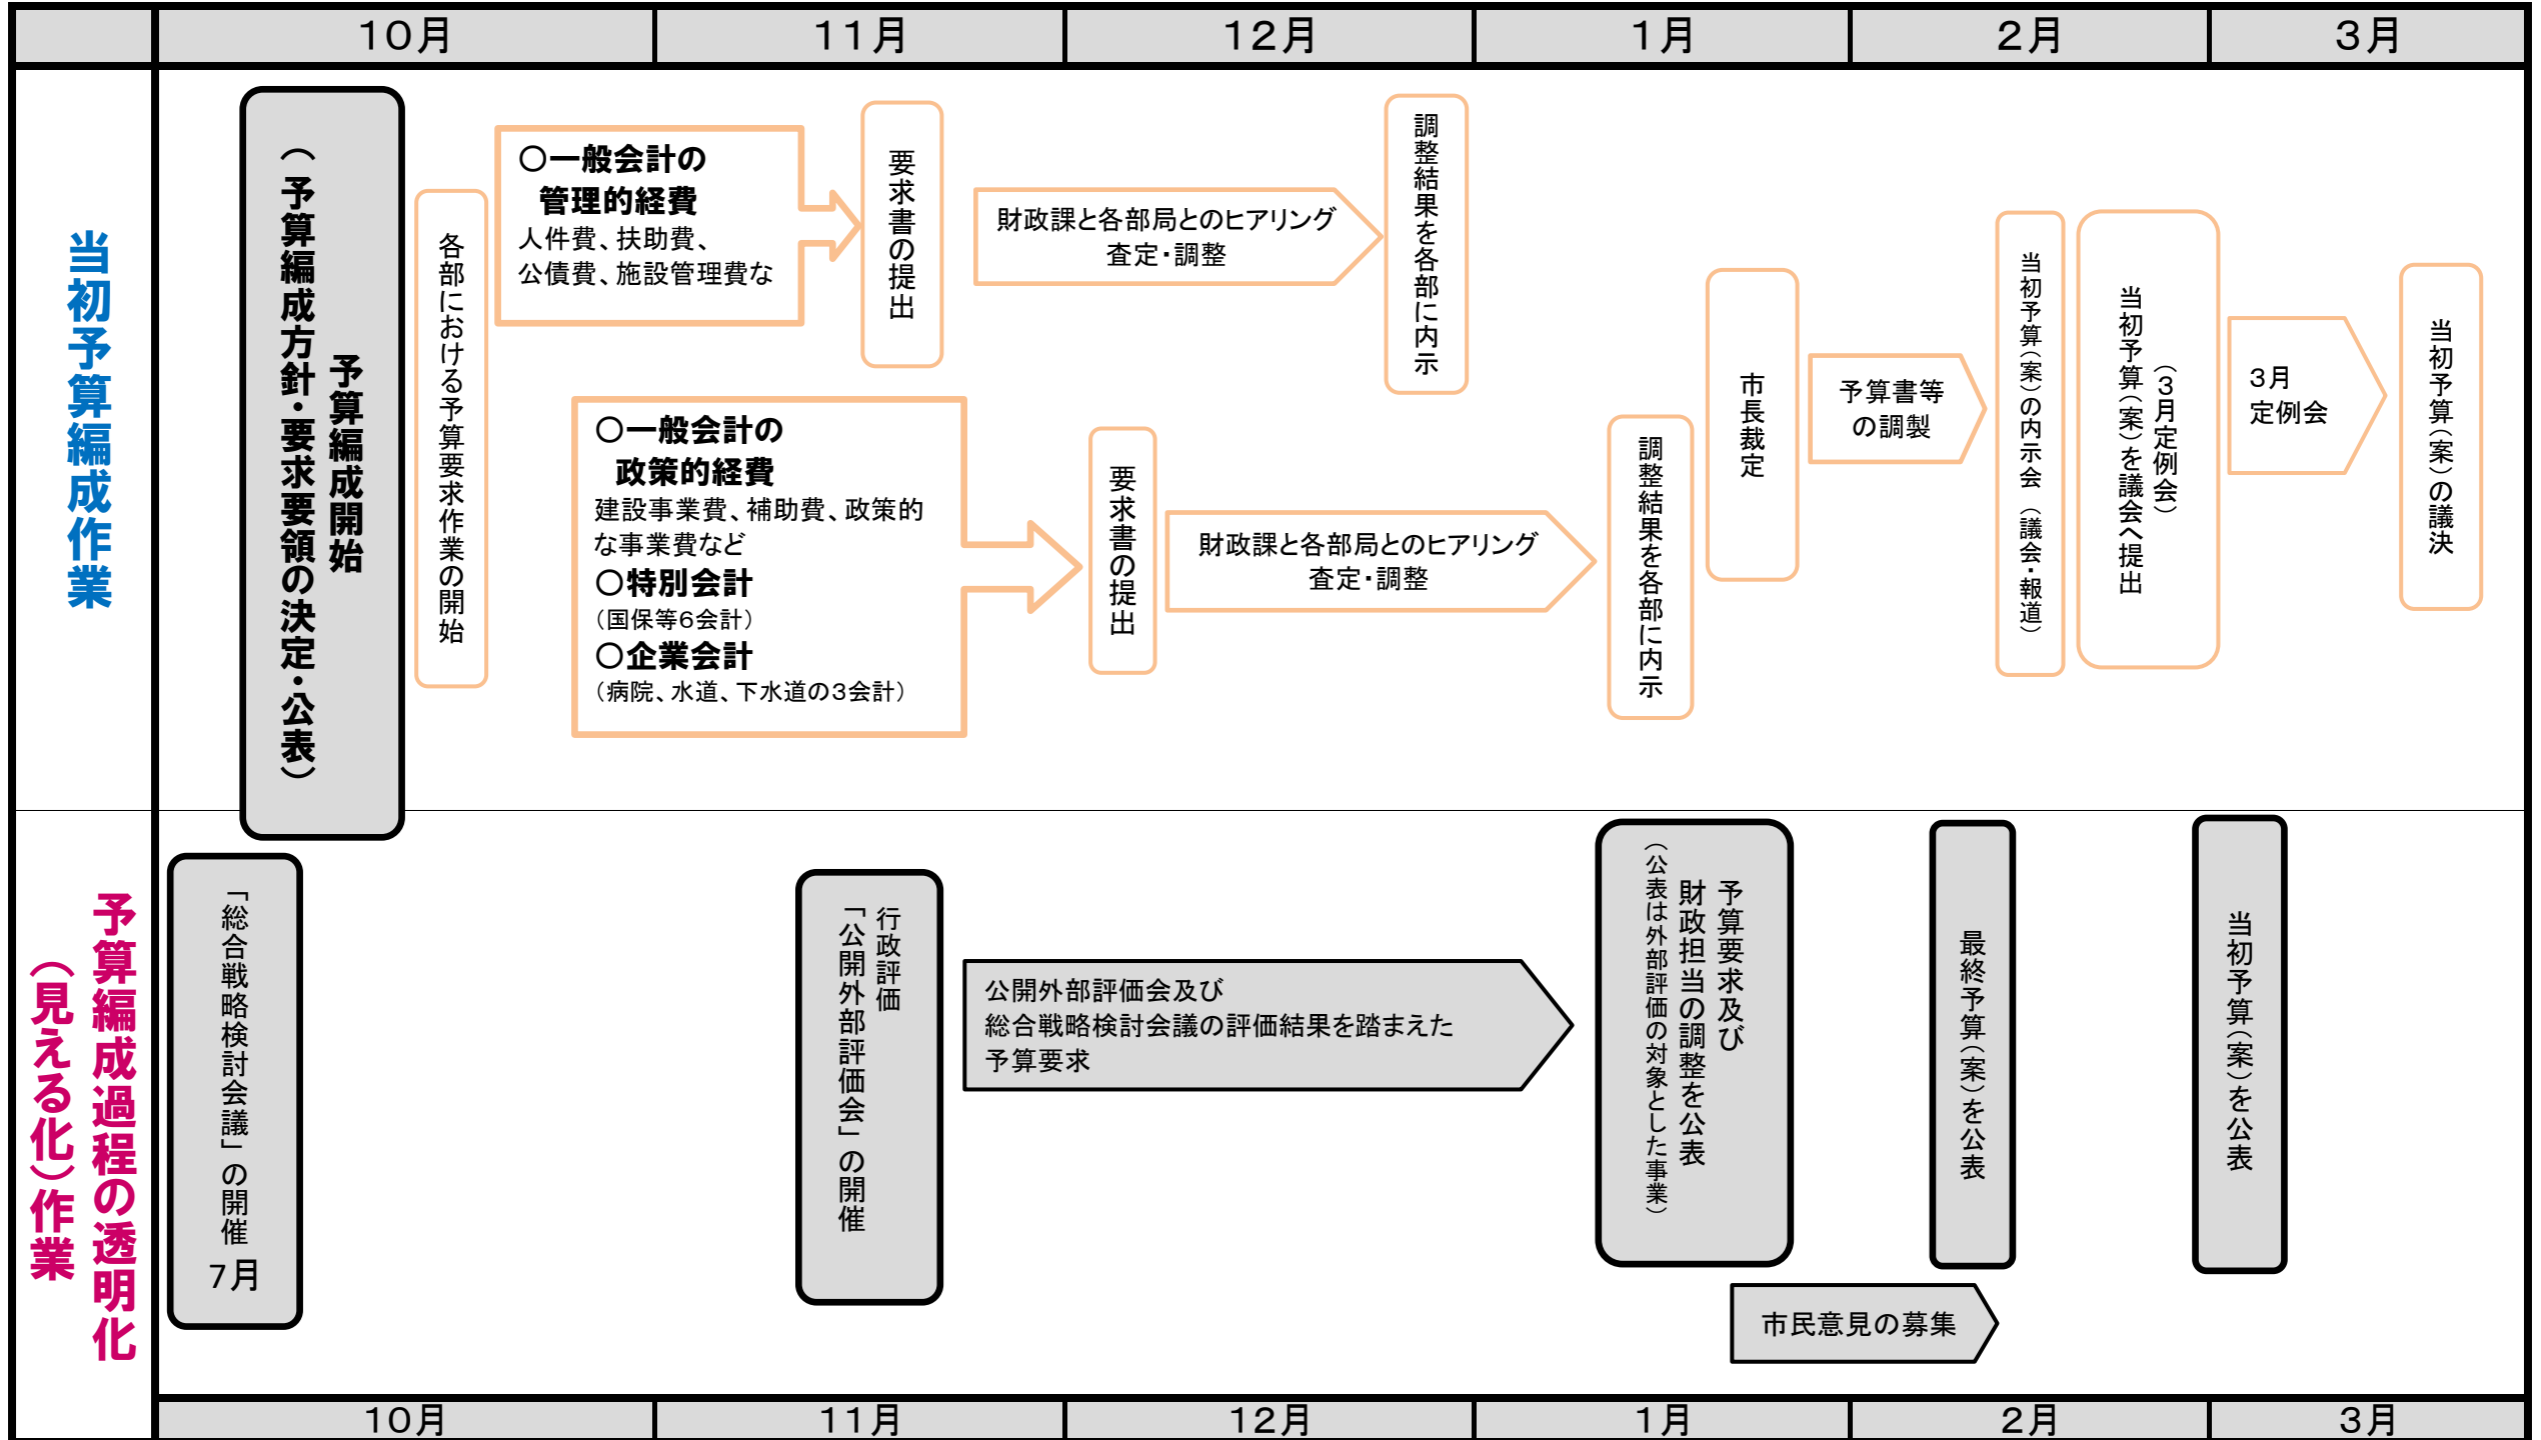 10月
11月
12月
1月
2月
3月
当初予算編成作業
予算編成開始
（予算編成方針・要求要領の決定・公表）
各部における予算要求作業の開始
○一般会計の
管理的経費
人件費、扶助費、
公債費、施設管理費な
要求書の提出
財政課と各部局とのヒアリング
査定・調整
調整結果を各部に内示
○一般会計の
政策的経費
建設事業費、補助費、政策的
な事業費など
○特別会計
（国保等6会計）
○企業会計
（病院、水道、下水道の3会計）
要求書の提出
財政課と各部局とのヒアリング
査定・調整
調整結果を各部に内示
市長裁定
予算書等
の調製
当初予算（案）の内示会（議会・報道）
（3月定例会）
当初予算（案）を議会へ提出
3月
定例会
当初予算（案）の議決
予算編成過程の透明化
（見える化）作業
「総合戦略検討会議」の開催
7月
行政評価
「公開外部評価会」の開催
公開外部評価会及び
総合戦略検討会議の評価結果を踏まえた
予算要求
予算要求及び
財政担当の調整を公表
（公表は外部評価の対象とした事業）
市民意見の募集
最終予算（案）を公表
当初予算（案）を公表
10月
11月
12月
1月
2月
3月